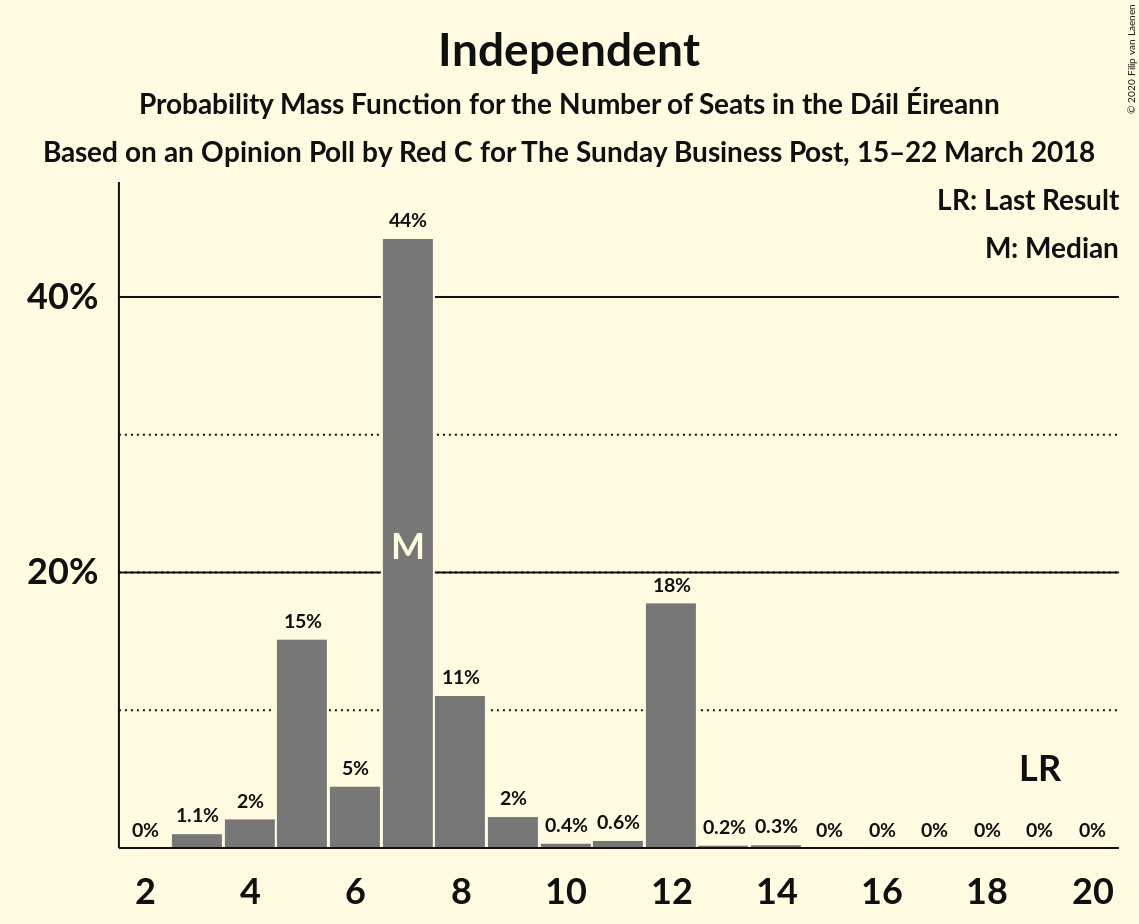 Independent
Probability Mass Function for the Number of Seats in the Dáil Éireann
Based on an Opinion Poll by Red C for The Sunday Business Post, 15–22 March 2018
© 2020 Filip van Laenen
LR: Last Result
M: Median
40%
20%
44%
M
18%
15%
11%
5%
LR
2%
2%
1.1%
0.6%
0.4%
0.3%
0.2%
0%
0%
0%
0%
0%
0%
0%
2 4 6 8 10 12 14 16 18 20